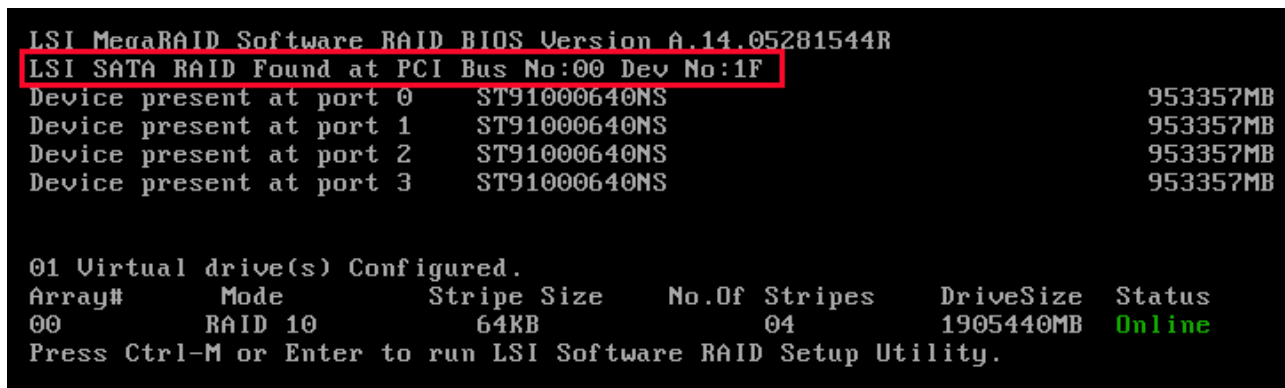 LSI MegaRAID Software RAID BIOS Version A.14.05281544R
LSI SATA RAID Found at PCI Bus No:00 Dev No:1F
Device present at port 0 ST91000640NS 953357MB
Device present at port 1 ST91000640NS 953357MB
Device present at port 2 ST91000640NS 953357MB
Device present at port 3 ST91000640NS 953357MB
01 Virtual drive(s) Configured.
Array# Mode Stripe Size No.Of Stripes DriveSize Status
00 RAID 10 64KB 04 1905440MB Online
Press Ctrl-M or Enter to run LSI Software RAID Setup Utility.